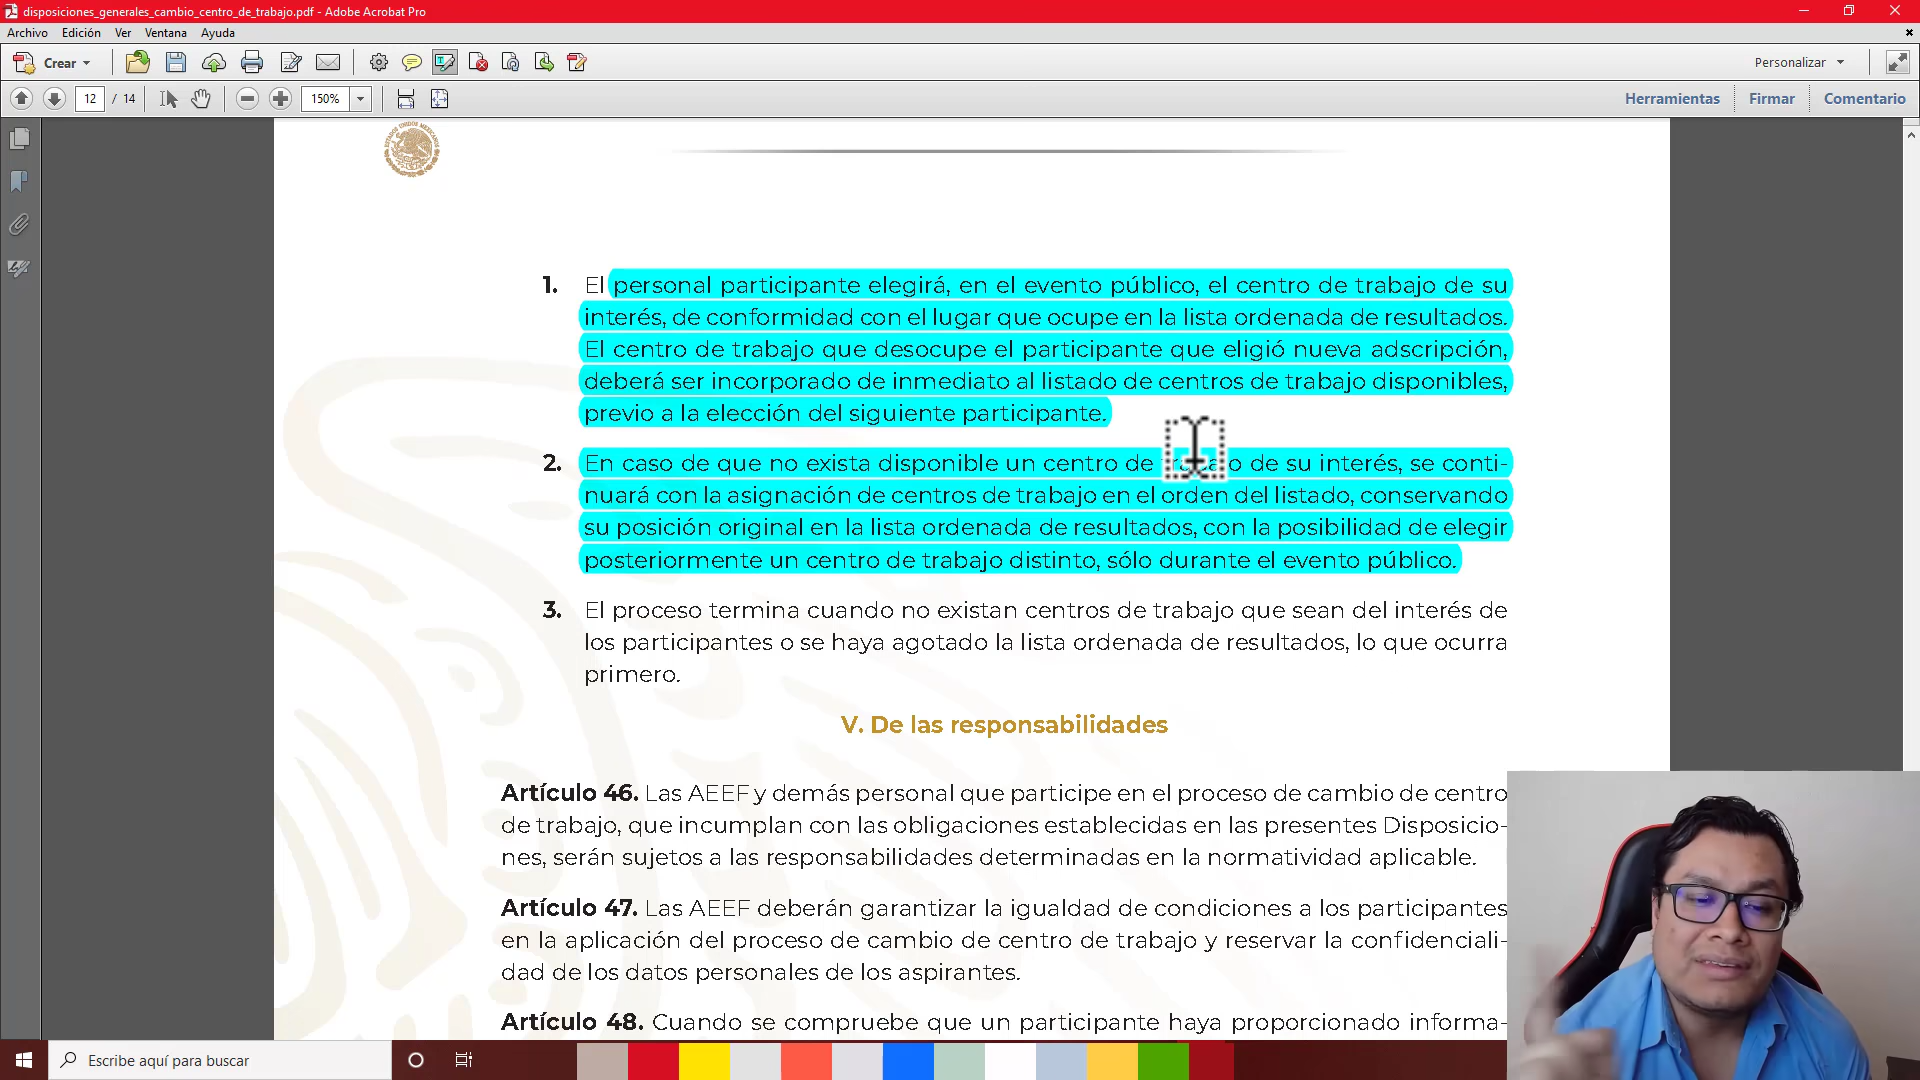 disposiciones_generales_cambio_centro_de_trabajo.pdf - Adobe Acrobat Pro
Archivo Edición Ver Ventana Ayuda
Crear Personalizar
12 / 14 150% Herramientas Firmar Comentario
ESTADOS UNIDOS MEXICANOS
1. El personal participante elegirá, en el evento público, el centro de trabajo de su
interés, de conformidad con el lugar que ocupe en la lista ordenada de resultados.
El centro de trabajo que desocupe el participante que eligió nueva adscripción,
deberá ser incorporado de inmediato al listado de centros de trabajo disponibles,
previo a la elección del siguiente participante.
2. En caso de que no exista disponible un centro de trabajo de su interés, se conti-
nuará con la asignación de centros de trabajo en el orden del listado, conservando
su posición original en la lista ordenada de resultados, con la posibilidad de elegir
posteriormente un centro de trabajo distinto, sólo durante el evento público.
3. El proceso termina cuando no existan centros de trabajo que sean del interés de
los participantes o se haya agotado la lista ordenada de resultados, lo que ocurra
primero.
V. De las responsabilidades
Artículo 46. Las AEEF y demás personal que participe en el proceso de cambio de centro
de trabajo, que incumplan con las obligaciones establecidas en las presentes Disposicio-
nes, serán sujetos a las responsabilidades determinadas en la normatividad aplicable.
Artículo 47. Las AEEF deberán garantizar la igualdad de condiciones a los participantes
en la aplicación del proceso de cambio de centro de trabajo y reservar la confidenciali-
dad de los datos personales de los aspirantes.
Artículo 48. Cuando se compruebe que un participante haya proporcionado informa-
Escribe aquí para buscar